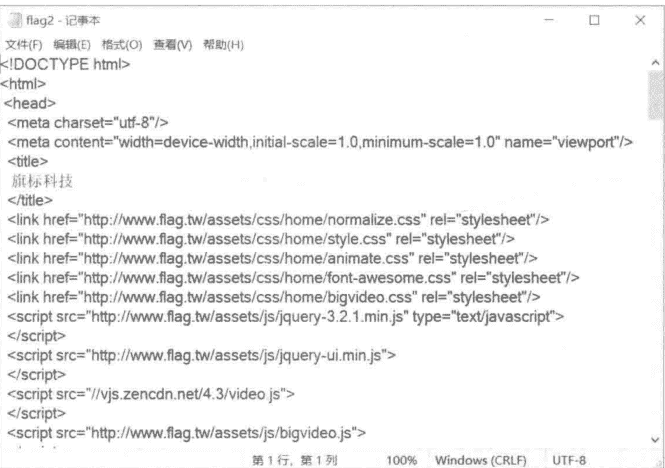 flag2 - 记事本
文件(F) 编辑(E) 格式(O) 查看(V) 帮助(H)
<!DOCTYPE html>
<html>
<head>
<meta charset="utf-8"/>
<meta content="width=device-width,initial-scale=1.0,minimum-scale=1.0" name="viewport"/>
<title>
旗标科技
</title>
<link href="http://www.flag.tw/assets/css/home/normalize.css" rel="stylesheet"/>
<link href="http://www.flag.tw/assets/css/home/style.css" rel="stylesheet"/>
<link href="http://www.flag.tw/assets/css/home/animate.css" rel="stylesheet"/>
<link href="http://www.flag.tw/assets/css/home/font-awesome.css" rel="stylesheet"/>
<link href="http://www.flag.tw/assets/css/home/bigvideo.css" rel="stylesheet"/>
<script src="http://www.flag.tw/assets/js/jquery-3.2.1.min.js" type="text/javascript">
</script>
<script src="http://www.flag.tw/assets/js/jquery-ui.min.js">
</script>
<script src="//vjs.zencdn.net/4.3/video.js">
</script>
<script src="http://www.flag.tw/assets/js/bigvideo.js">
第 1 行, 第 1 列 100% Windows (CRLF) UTF-8